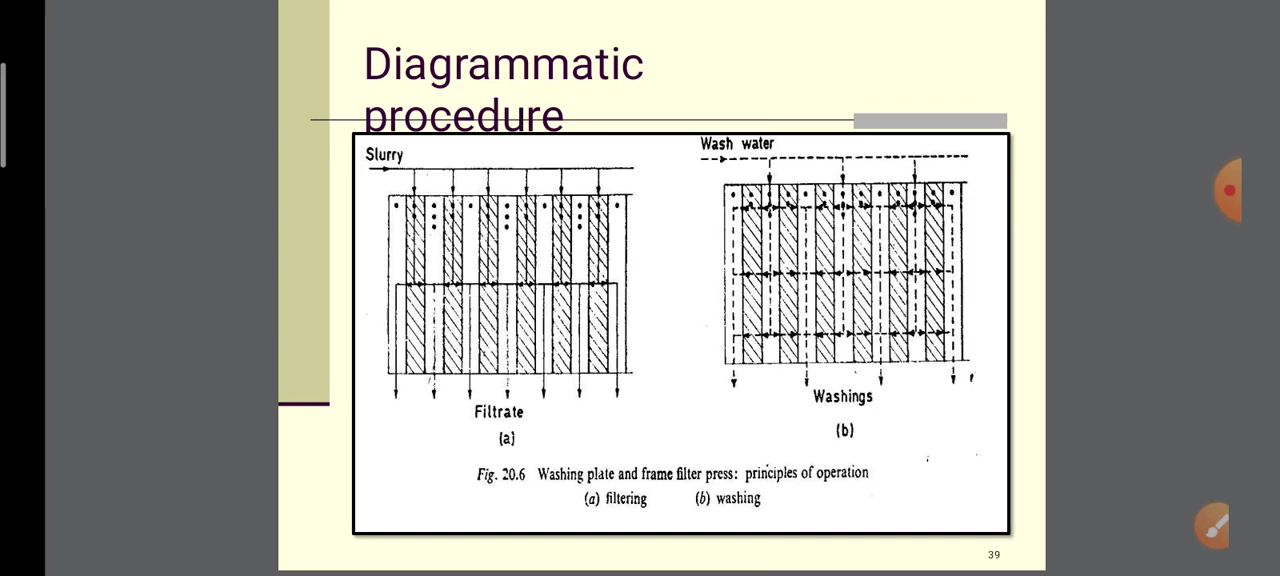 Diagrammatic
procedure
Slurry
Filtrate
(a)
Wash water
Washings
(b)
Fig. 20.6 Washing plate and frame filter press: principles of operation
(a) filtering (b) washing
39